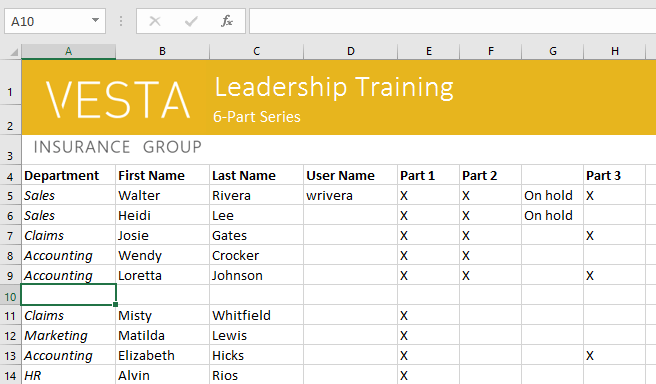 A10 fx
A B C D E F G H
1 VESTA Leadership Training
2 6-Part Series
3 INSURANCE GROUP
4 Department First Name Last Name User Name Part 1 Part 2 Part 3
5 Sales Walter Rivera wrivera X X On hold X
6 Sales Heidi Lee X X On hold
7 Claims Josie Gates X X X
8 Accounting Wendy Crocker X X
9 Accounting Loretta Johnson X X X
10
11 Claims Misty Whitfield X
12 Marketing Matilda Lewis X
13 Accounting Elizabeth Hicks X X
14 HR Alvin Rios X